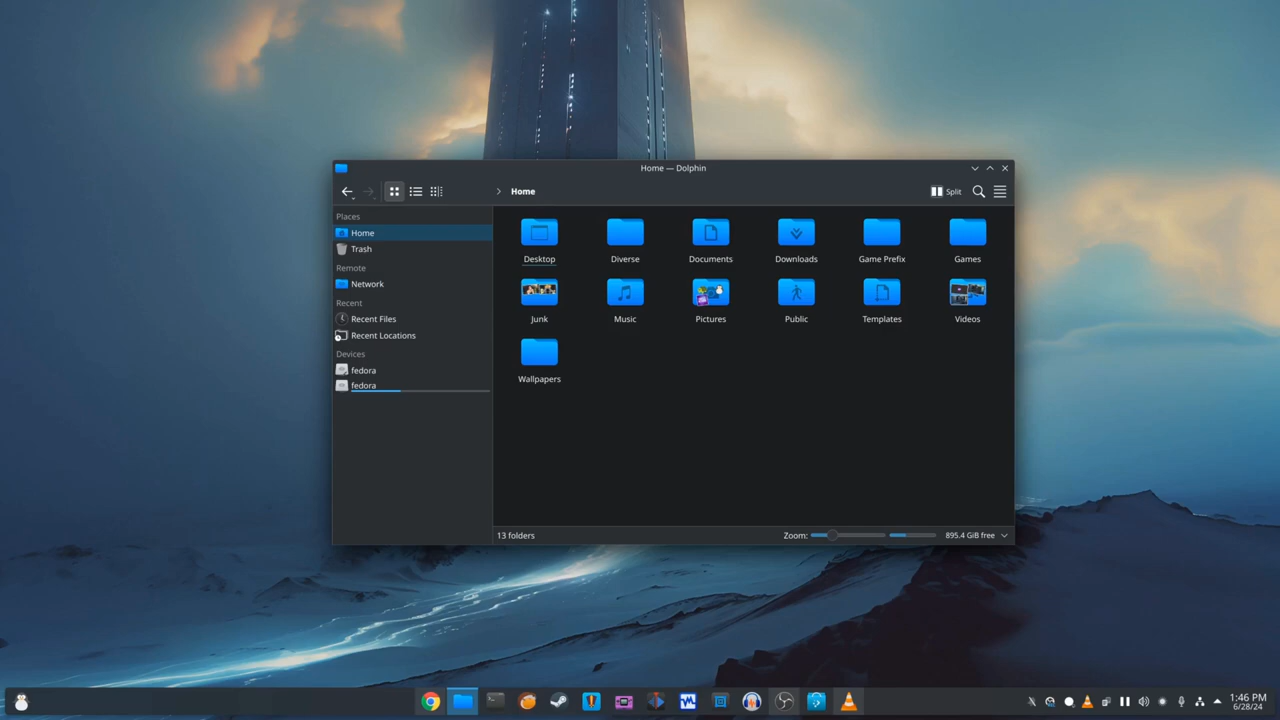 Home — Dolphin
Home
Split
Places
Home
Trash
Remote
Network
Recent
Recent Files
Recent Locations
Devices
fedora
fedora
Desktop
Diverse
Documents
Downloads
Game Prefix
Games
Junk
Music
Pictures
Public
Templates
Videos
Wallpapers
13 folders
Zoom:
895.4 GiB free
1:46 PM
6/28/24